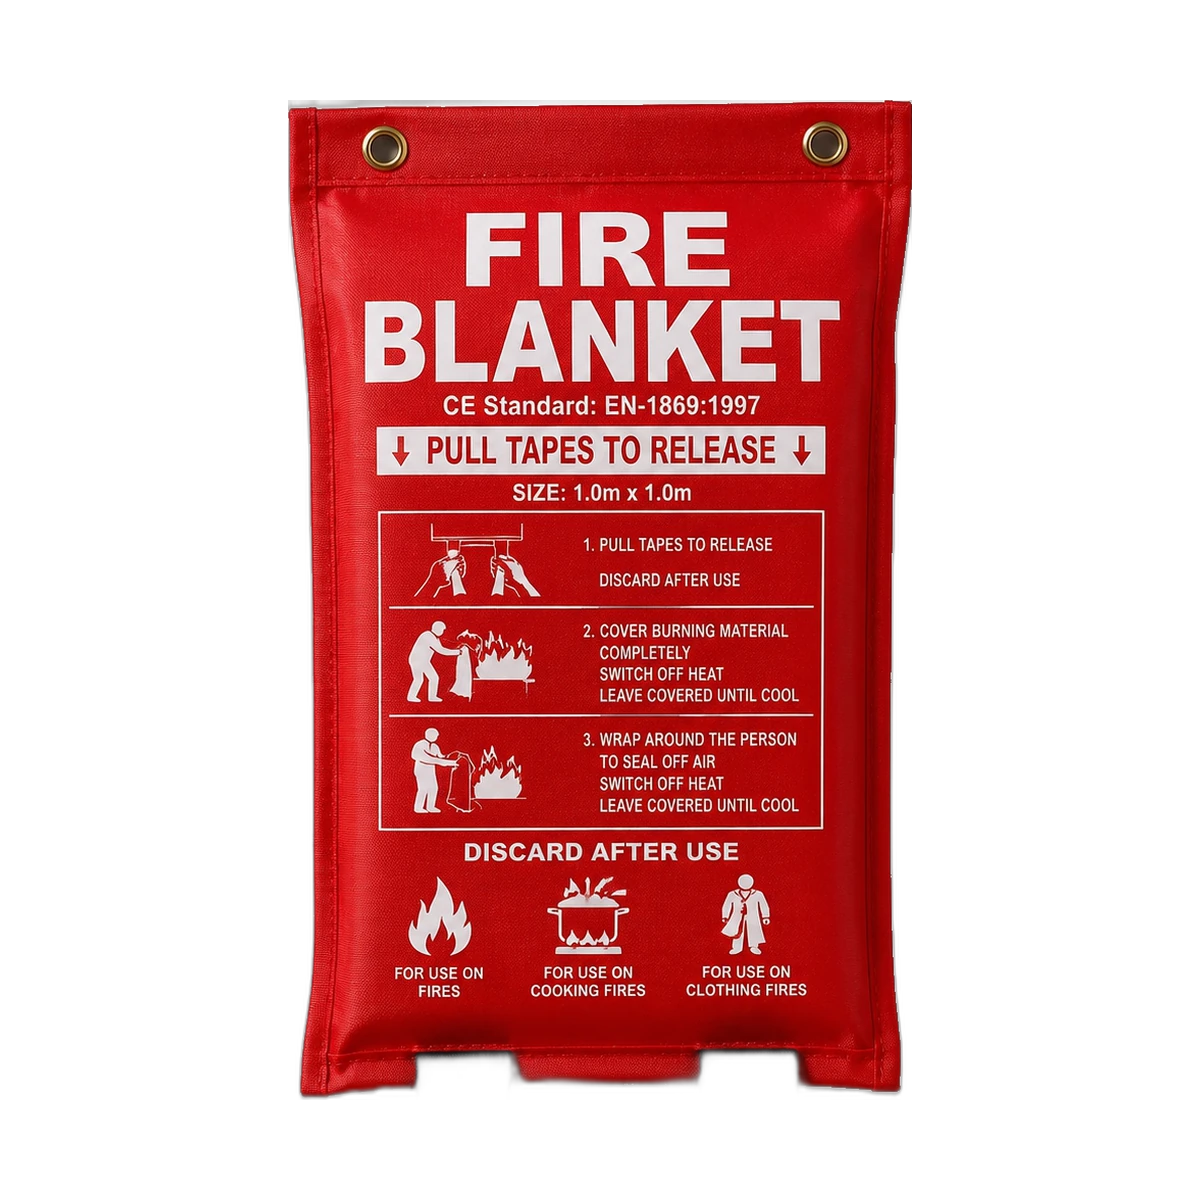 FIRE
BLANKET
CE Standard: EN-1869:1997
↓ PULL TAPES TO RELEASE ↓
SIZE: 1.0m x 1.0m
1. PULL TAPES TO RELEASE
DISCARD AFTER USE
2. COVER BURNING MATERIAL
COMPLETELY
SWITCH OFF HEAT
LEAVE COVERED UNTIL COOL
3. WRAP AROUND THE PERSON
TO SEAL OFF AIR
SWITCH OFF HEAT
LEAVE COVERED UNTIL COOL
DISCARD AFTER USE
FOR USE ON
FIRES
FOR USE ON
COOKING FIRES
FOR USE ON
CLOTHING FIRES